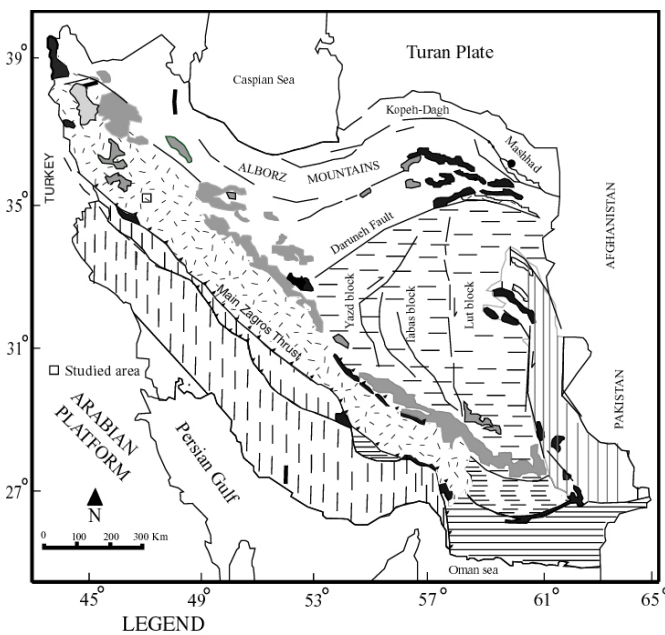 39°
35°
31°
27°
Turan Plate
Caspian Sea
Kopeh-Dagh
Mashhad
ALBORZ MOUNTAINS
TURKEY
AFGHANISTAN
Daruneh Fault
Yazd block
Tabas block
Lut block
Main Zagros Thrust
Studied area
ARABIAN
PLATFORM
Persian Gulf
PAKISTAN
N
0 100 200 300 Km
Oman sea
45° 49° 53° 57° 61° 65°
LEGEND